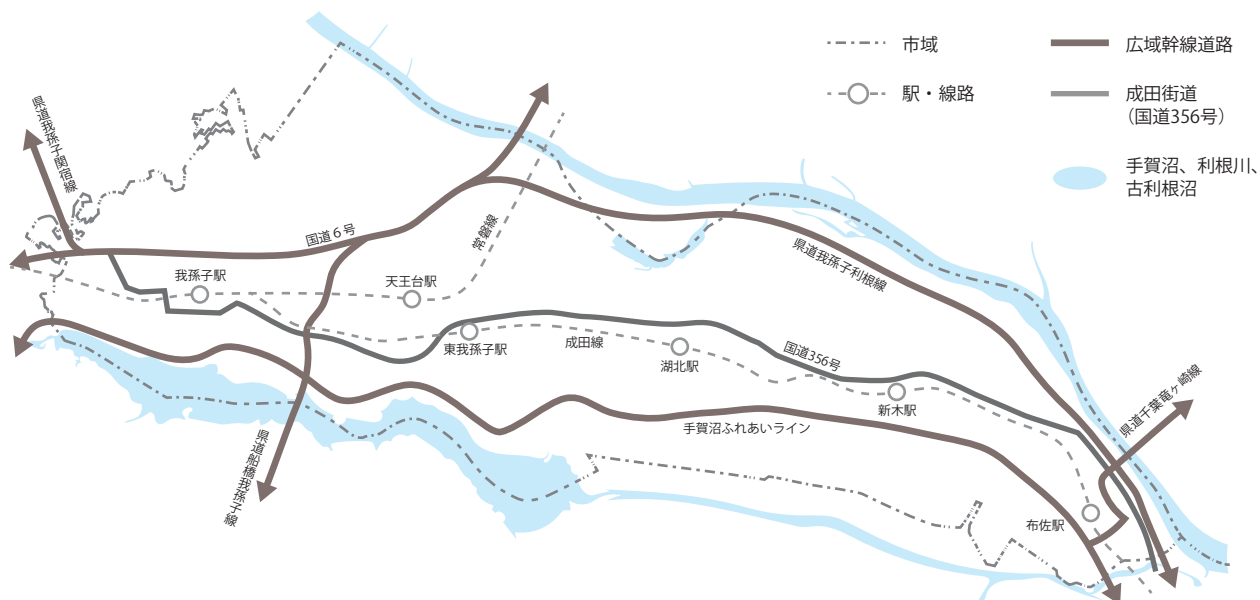 市域
広域幹線道路
駅・線路
成田街道
（国道356号）
手賀沼、利根川、
古利根沼
県道我孫子関宿線
国道６号
常磐線
我孫子駅
天王台駅
県道我孫子利根線
東我孫子駅
成田線
湖北駅
国道356号
新木駅
県道千葉竜ヶ崎線
手賀沼ふれあいライン
県道船橋我孫子線
布佐駅